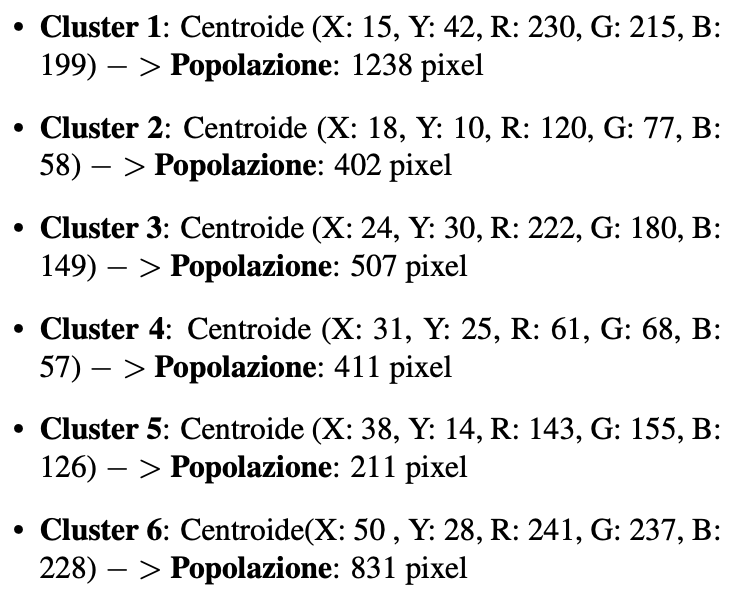 • Cluster 1: Centroide (X: 15, Y: 42, R: 230, G: 215, B:
199) − > Popolazione: 1238 pixel
• Cluster 2: Centroide (X: 18, Y: 10, R: 120, G: 77, B:
58) − > Popolazione: 402 pixel
• Cluster 3: Centroide (X: 24, Y: 30, R: 222, G: 180, B:
149) − > Popolazione: 507 pixel
• Cluster 4: Centroide (X: 31, Y: 25, R: 61, G: 68, B:
57) − > Popolazione: 411 pixel
• Cluster 5: Centroide (X: 38, Y: 14, R: 143, G: 155, B:
126) − > Popolazione: 211 pixel
• Cluster 6: Centroide(X: 50 , Y: 28, R: 241, G: 237, B:
228) − > Popolazione: 831 pixel